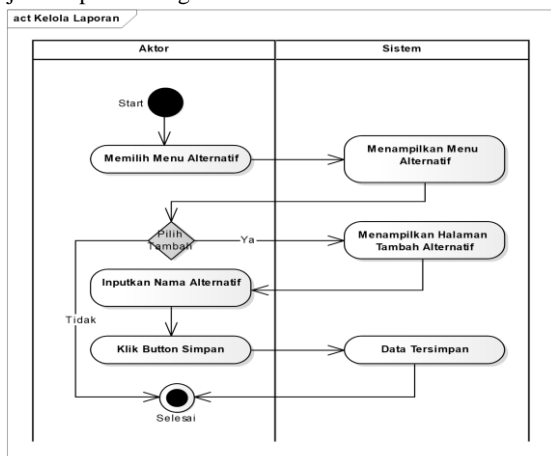 act Kelola Laporan
Aktor
Sistem
Start
Memilih Menu Alternatif
Menampilkan Menu
Alternatif
Pilih
Tambah
Ya
Menampilkan Halaman
Tambah Alternatif
Inputkan Nama Alternatif
Tidak
Klik Button Simpan
Data Tersimpan
Selesai